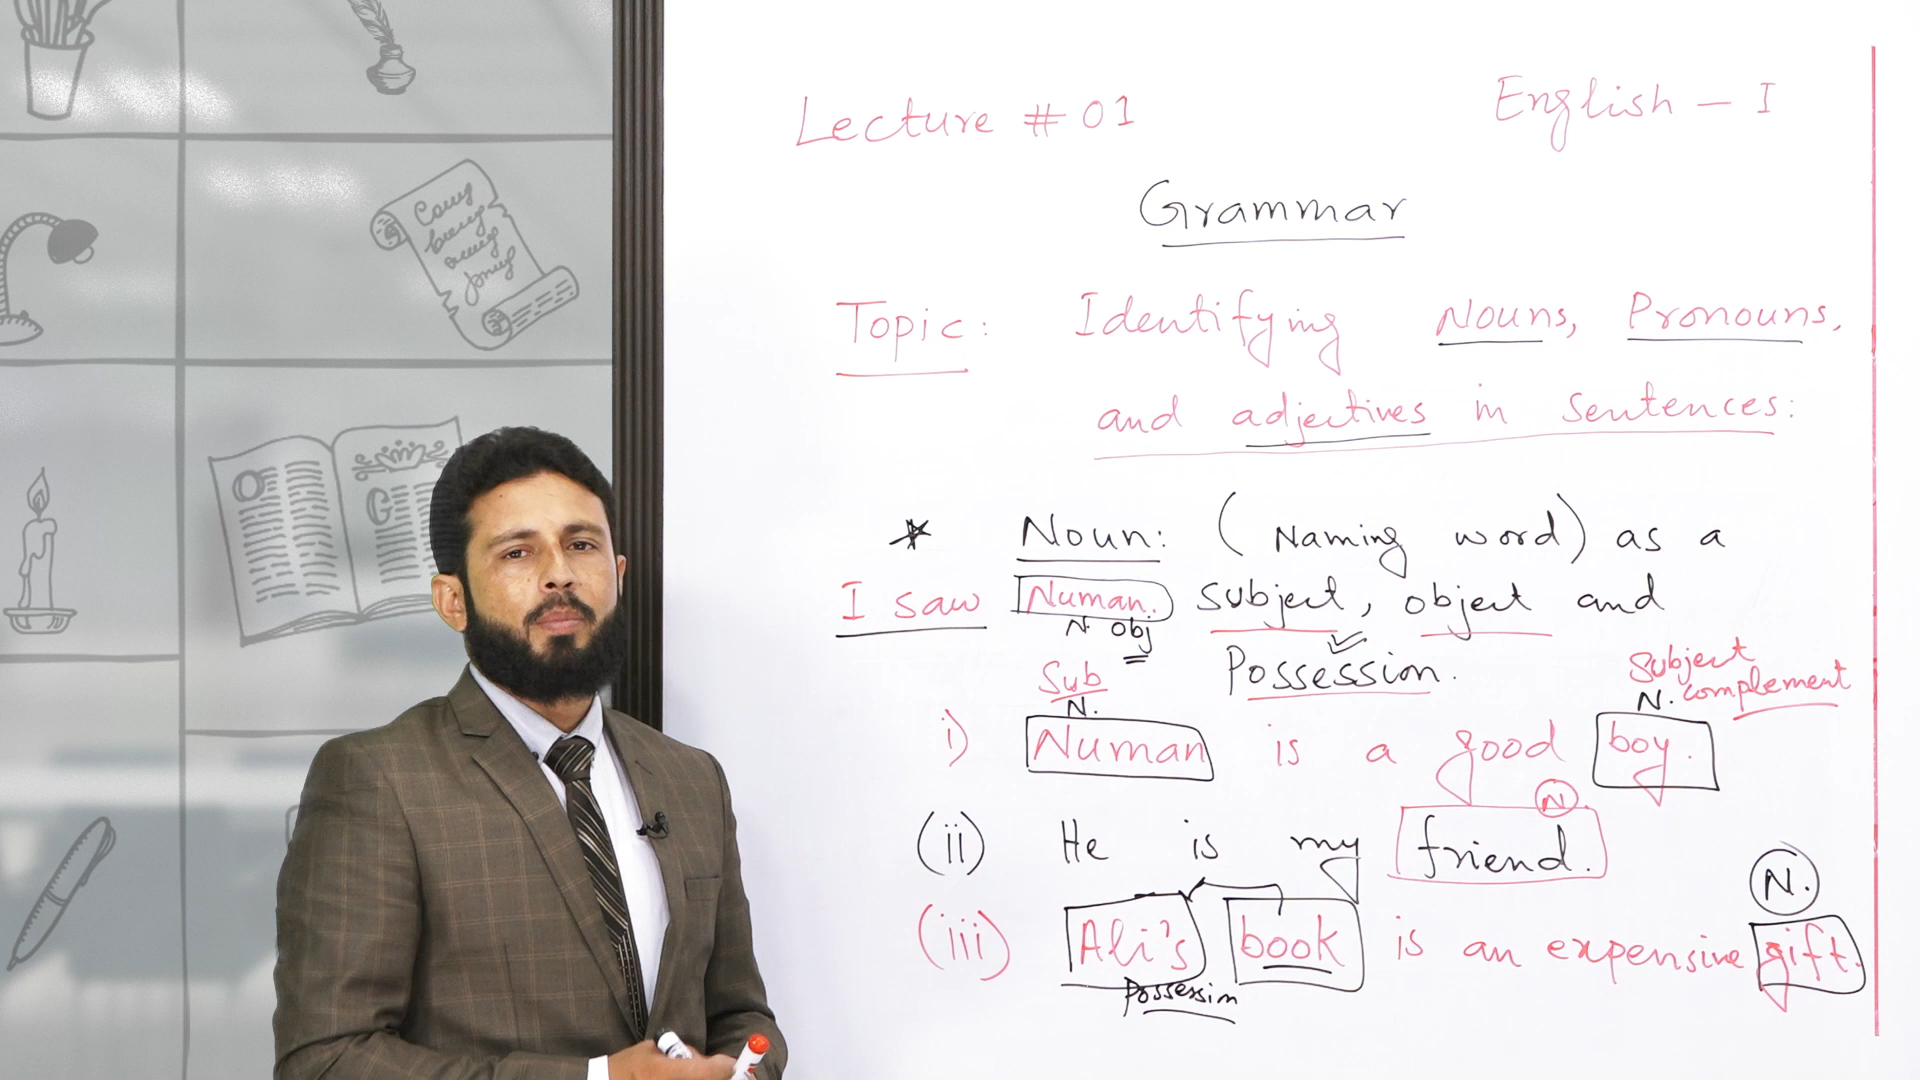 Lecture # 01 English - I
Grammar
Topic: Identifying Nouns, Pronouns,
and adjectives in sentences:
* Noun: (Naming word) as a
I saw Numan. subject, object and
N. Obj
Possession.
Sub
N.
Subject
N. complement
i) Numan is a good boy.
N.
(ii) He is my friend.
N.
(iii) Ali's book is an expensive gift.
Possession